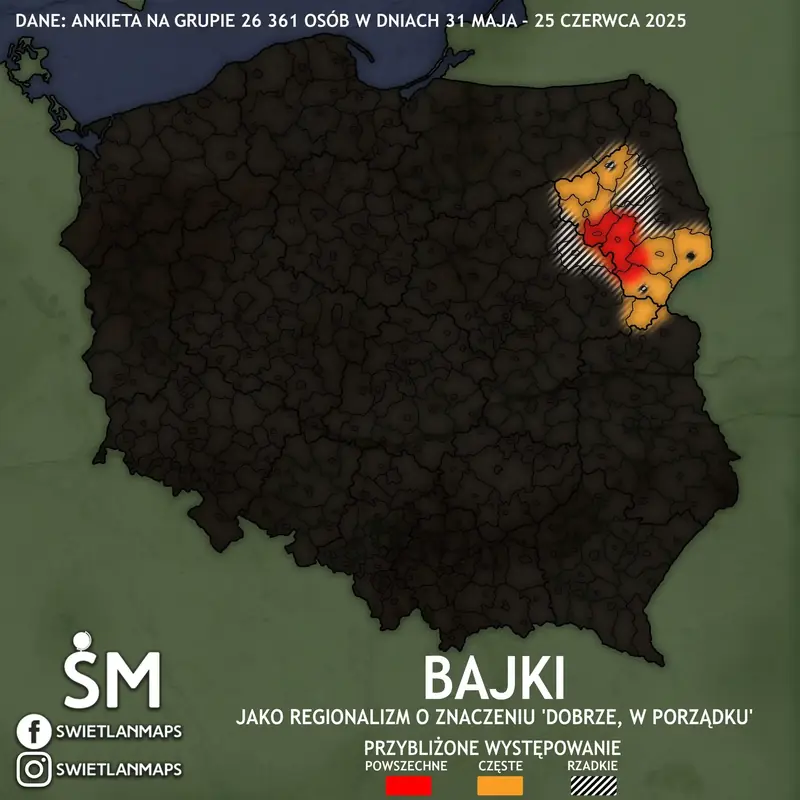 DANE: ANKIETA NA GRUPIE 26 361 OSÓB W DNIACH 31 MAJA - 25 CZERWCA 2025
ŚM
SWIETLANMAPS
SWIETLANMAPS
BAJKI
JAKO REGIONALIZM O ZNACZENIU 'DOBRZE, W PORZĄDKU'
PRZYBLIŻONE WYSTĘPOWANIE
POWSZECHNE CZĘSTE RZADKIE